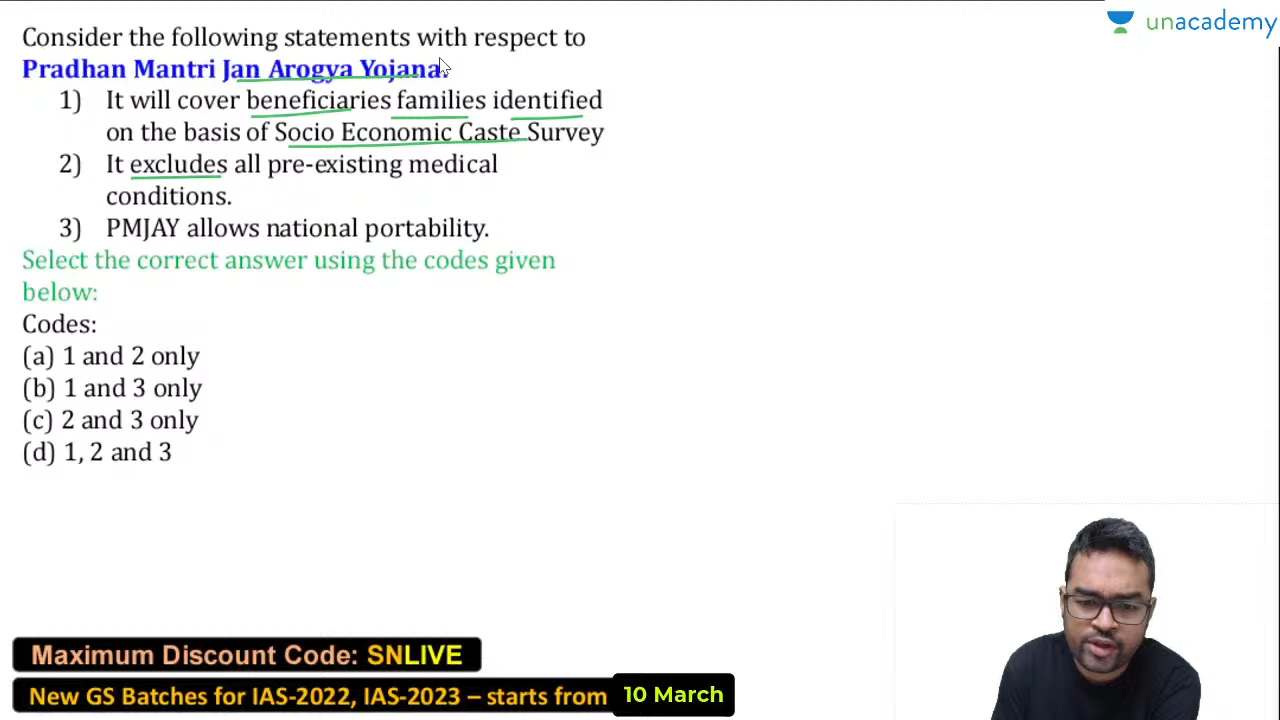 unacademy
Consider the following statements with respect to
Pradhan Mantri Jan Arogya Yojana.
1) It will cover beneficiaries families identified
on the basis of Socio Economic Caste Survey
2) It excludes all pre-existing medical
conditions.
3) PMJAY allows national portability.
Select the correct answer using the codes given
below:
Codes:
(a) 1 and 2 only
(b) 1 and 3 only
(c) 2 and 3 only
(d) 1, 2 and 3
Maximum Discount Code: SNLIVE
New GS Batches for IAS-2022, IAS-2023 – starts from 10 March